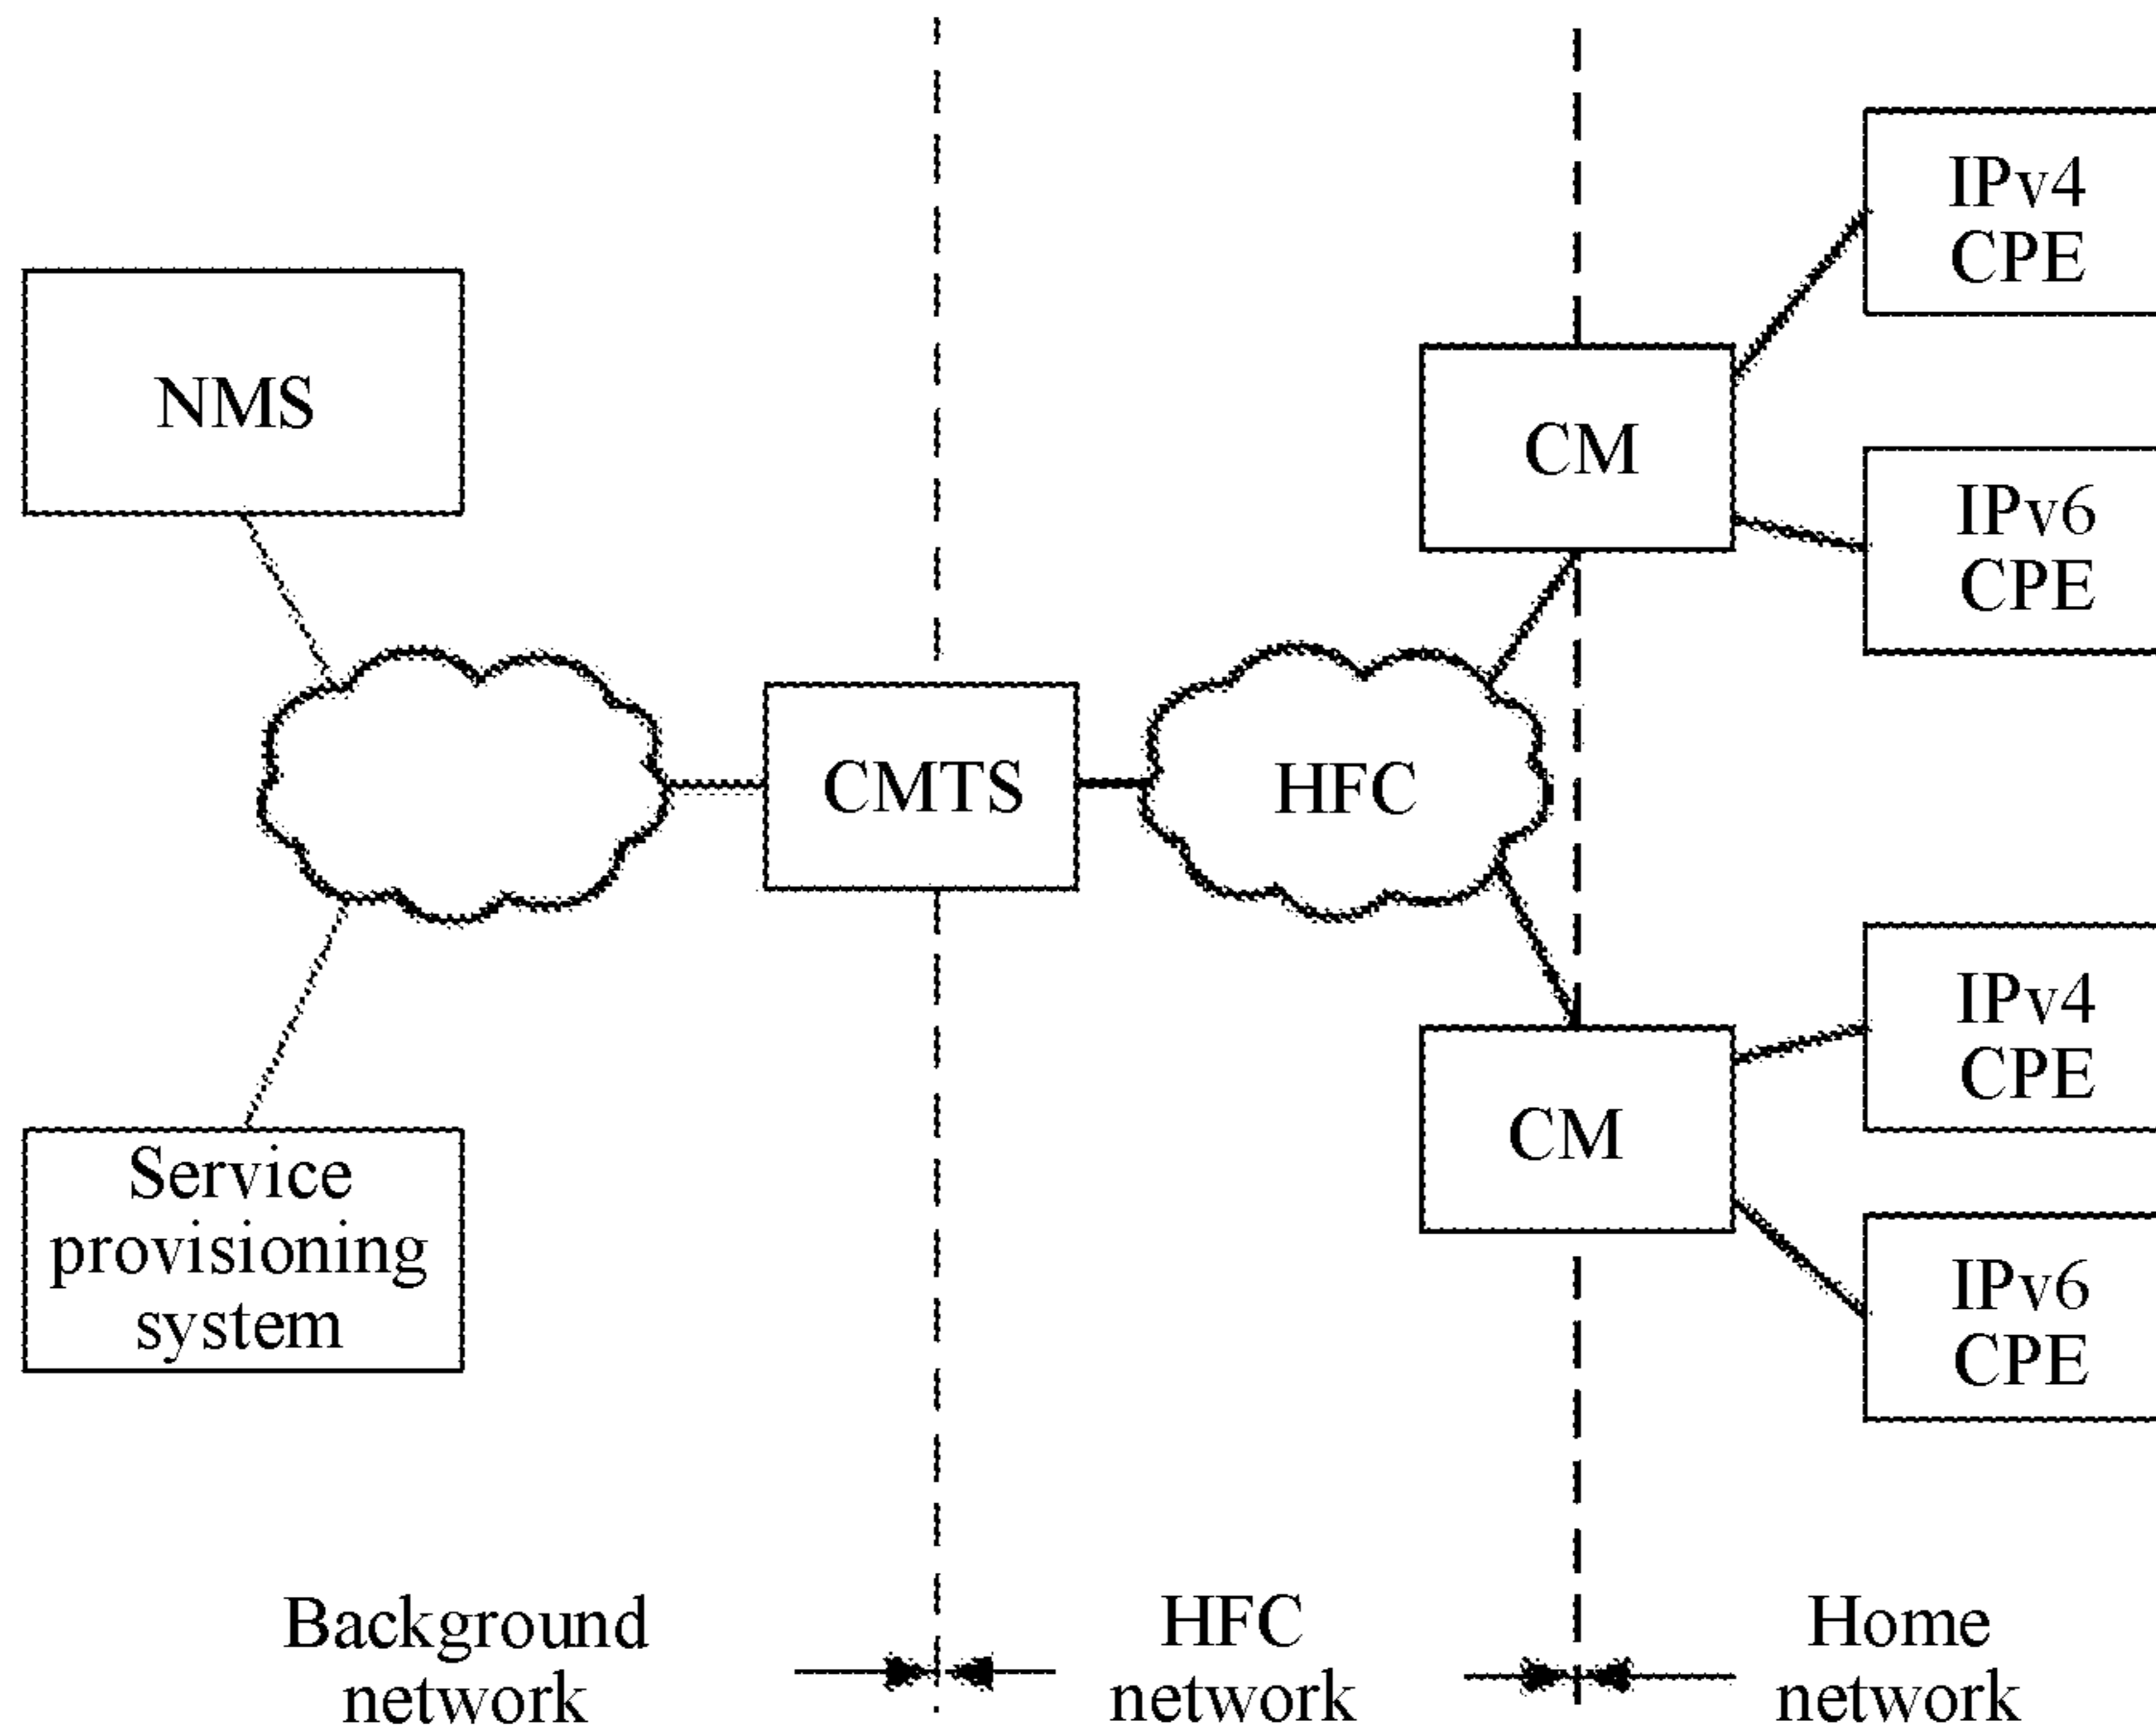 IPv4
CPE
NMS
CM
IPv6
CPE
CMTS
HFC
IPv4
CPE
CM
Service
provisioning
system
IPv6
CPE
Background
network
HFC
network
Home
network